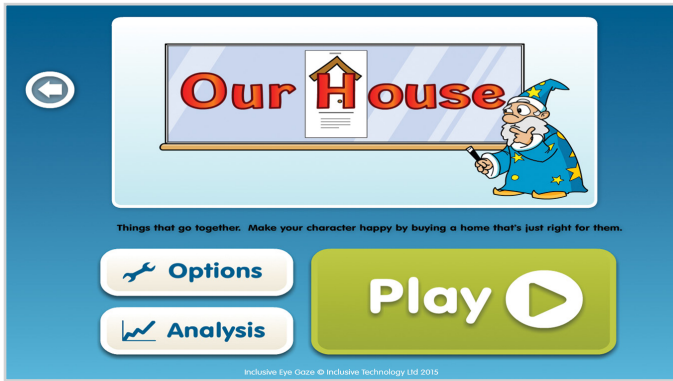 Our House
Things that go together. Make your character happy by buying a home that's just right for them.
Options
Play
Analysis
Inclusive Eye Gaze © Inclusive Technology Ltd 2015